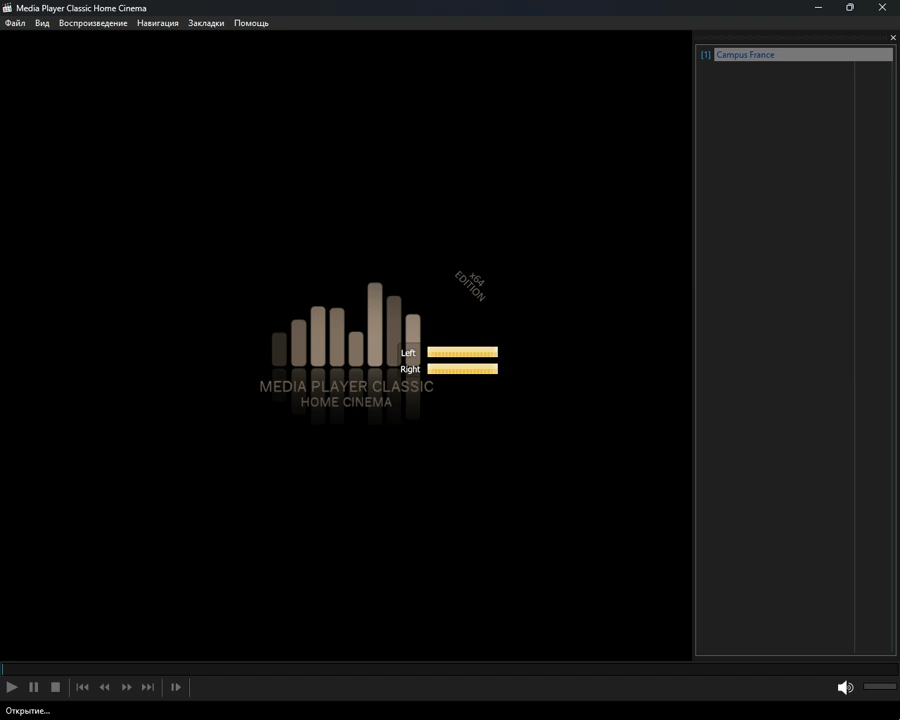 Media Player Classic Home Cinema
Файл Вид Воспроизведение Навигация Закладки Помощь
[1] Campus France
x64
EDITION
Left
Right
MEDIA PLAYER CLASSIC
HOME CINEMA
Открытие...